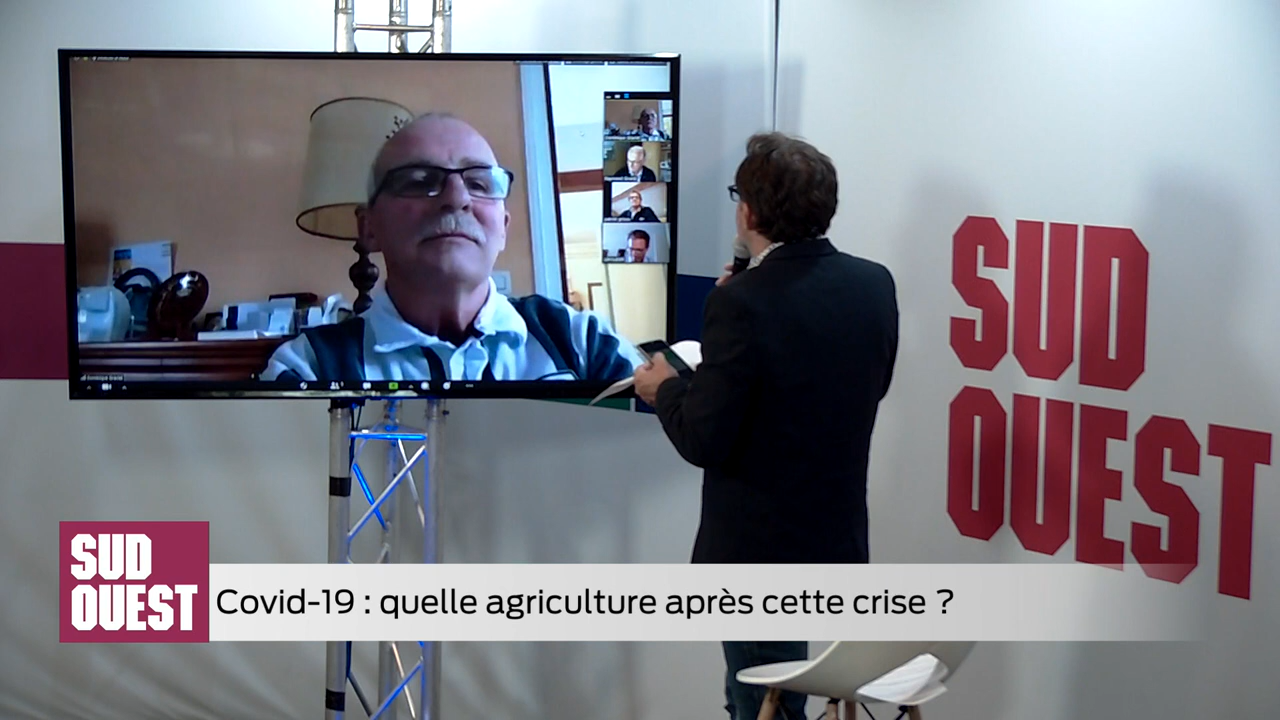 SUD
OUEST
SUD
OUEST
Covid-19 : quelle agriculture après cette crise ?